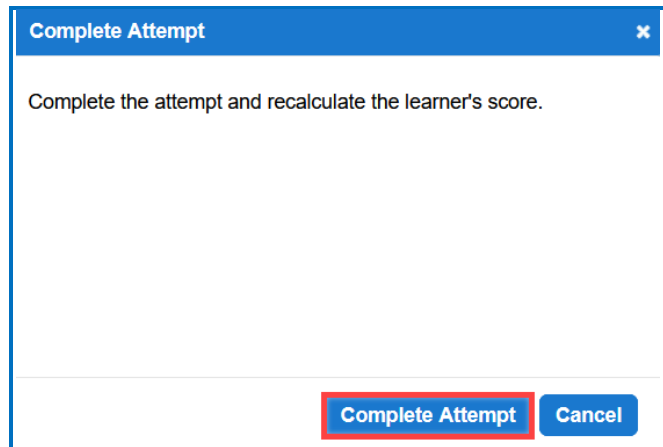 Complete Attempt
Complete the attempt and recalculate the learner's score.
Complete Attempt Cancel